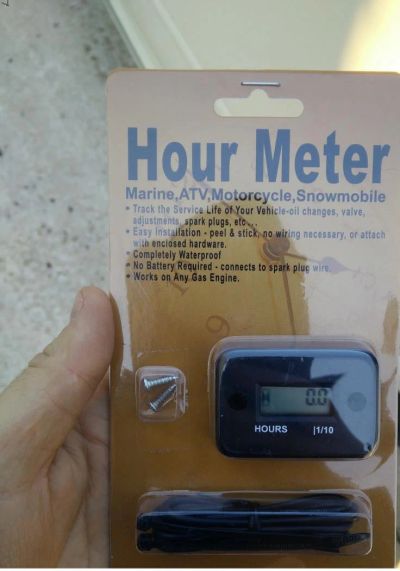 Hour Meter
Marine,ATV,Motorcycle,Snowmobile
• Track the Service Life of Your Vehicle-oil changes, valve,
adjustments, spark plugs, etc...
• Easy Installation - peel & stick, no wiring necessary, or attach
with enclosed hardware.
• Completely Waterproof
• No Battery Required - connects to spark plug wire.
• Works on Any Gas Engine.
9
H 0.0
HOURS |1/10